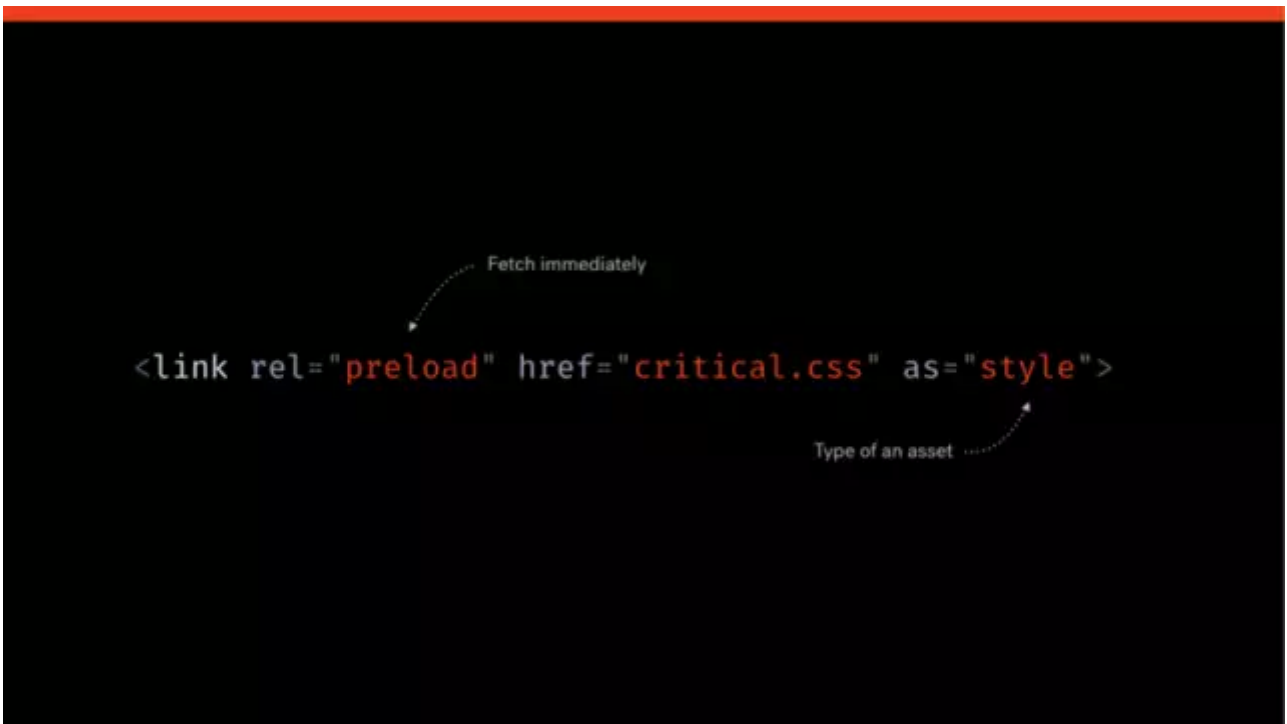 Fetch immediately
<link rel="preload" href="critical.css" as="style">
Type of an asset